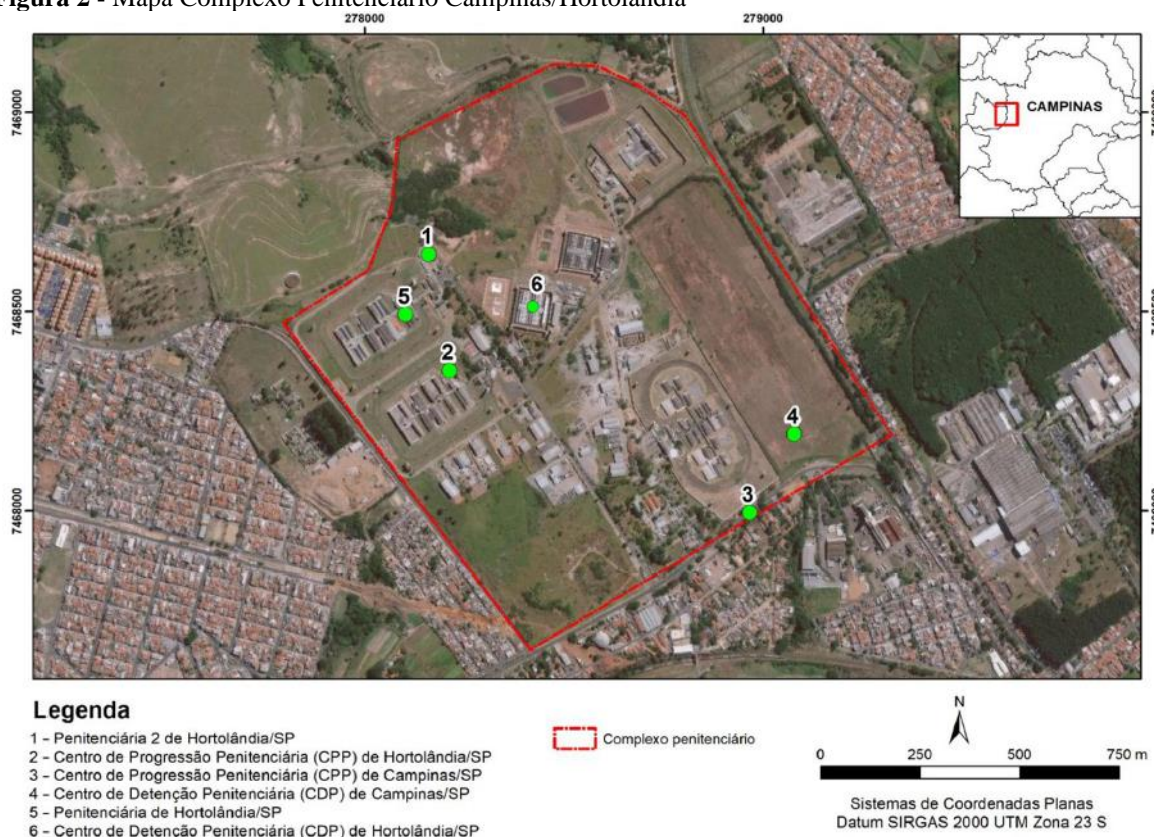 Figura 2 - Mapa Complexo Penitenciário Campinas/Hortolândia
278000
279000
7469000
7469000
CAMPINAS
1
6
5
7468500
7468500
2
4
3
7468000
7468000
Legenda
1 - Penitenciária 2 de Hortolândia/SP
2 - Centro de Progressão Penitenciária (CPP) de Hortolândia/SP
3 - Centro de Progressão Penitenciária (CPP) de Campinas/SP
4 - Centro de Detenção Penitenciária (CDP) de Campinas/SP
5 - Penitenciária de Hortolândia/SP
6 - Centro de Detenção Penitenciária (CDP) de Hortolândia/SP
Complexo penitenciário
N
0 250 500 750 m
Sistemas de Coordenadas Planas
Datum SIRGAS 2000 UTM Zona 23 S